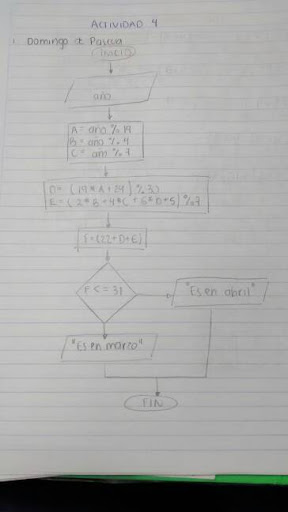 ACTIVIDAD 4
1. Domingo de Pascua
INICIO
año
A = año % 19
B = año % 4
C = año % 7
D = (19 * A + 24) % 30
E = (2 * B + 4 * C + 6 * D + 5) % 7
F = (22+D+E)
F <= 31
"Es en abril"
"Es en marzo"
FIN